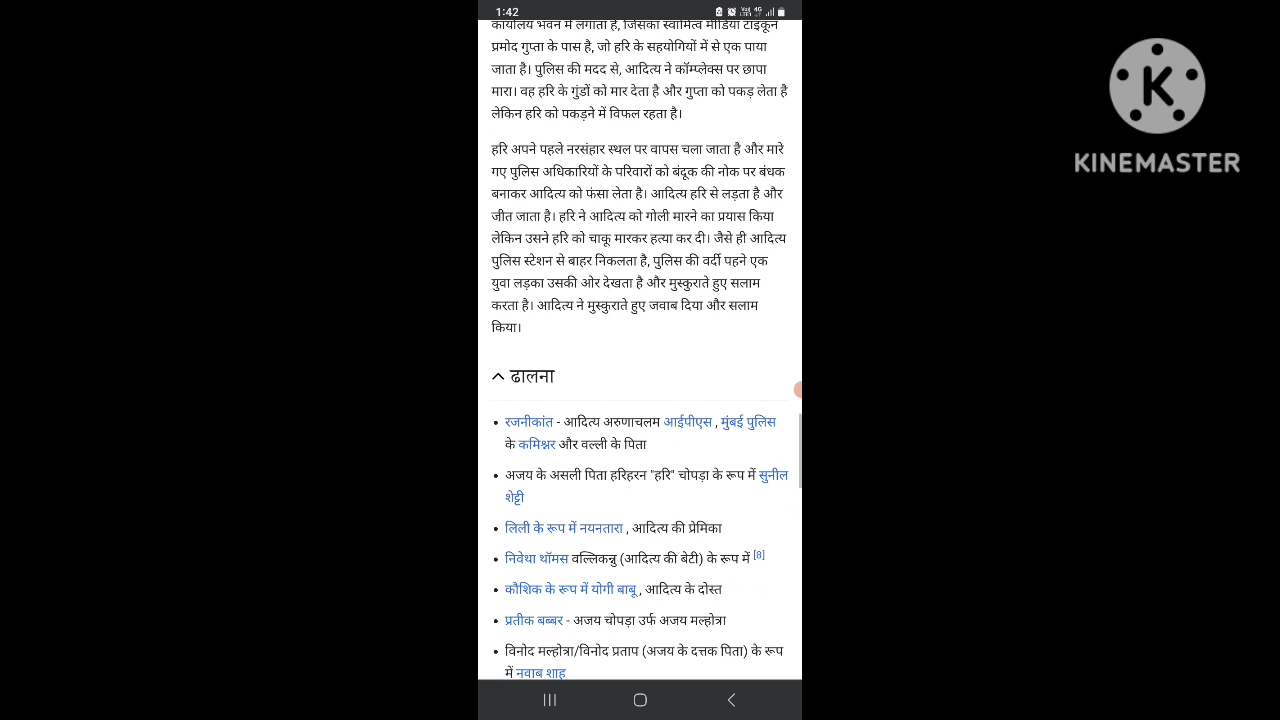 1:42
कार्यालय भवन में लगाता है, जिसका स्वामित्व मीडिया टाइकून
प्रमोद गुप्ता के पास है, जो हरि के सहयोगियों में से एक पाया
जाता है। पुलिस की मदद से, आदित्य ने कॉम्प्लेक्स पर छापा
मारा। वह हरि के गुंडों को मार देता है और गुप्ता को पकड़ लेता है
लेकिन हरि को पकड़ने में विफल रहता है।
हरि अपने पहले नरसंहार स्थल पर वापस चला जाता है और मारे
गए पुलिस अधिकारियों के परिवारों को बंदूक की नोक पर बंधक
बनाकर आदित्य को फंसा लेता है। आदित्य हरि से लड़ता है और
जीत जाता है। हरि ने आदित्य को गोली मारने का प्रयास किया
लेकिन उसने हरि को चाकू मारकर हत्या कर दी। जैसे ही आदित्य
पुलिस स्टेशन से बाहर निकलता है, पुलिस की वर्दी पहने एक
युवा लड़का उसकी ओर देखता है और मुस्कुराते हुए सलाम
करता है। आदित्य ने मुस्कुराते हुए जवाब दिया और सलाम
किया।
ढालना
• रजनीकांत - आदित्य अरुणाचलम आईपीएस , मुंबई पुलिस
के कमिश्नर और वल्ली के पिता
• अजय के असली पिता हरिहरन "हरि" चोपड़ा के रूप में सुनील
शेट्टी
• लिली के रूप में नयनतारा , आदित्य की प्रेमिका
• निवेथा थॉमस वल्लिकन्नु (आदित्य की बेटी) के रूप में [8]
• कौशिक के रूप में योगी बाबू , आदित्य के दोस्त
• प्रतीक बब्बर - अजय चोपड़ा उर्फ अजय मल्होत्रा
• विनोद मल्होत्रा/विनोद प्रताप (अजय के दत्तक पिता) के रूप
में नवाब शाह
K
KINEMASTER